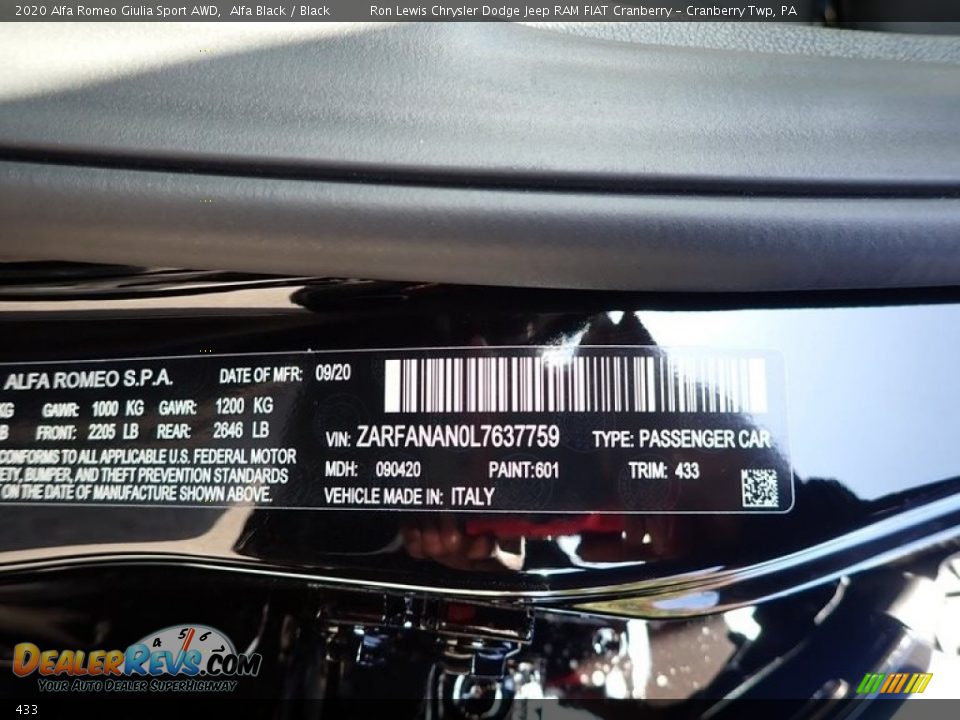 2020 Alfa Romeo Giulia Sport AWD, Alfa Black / Black Ron Lewis Chrysler Dodge Jeep RAM FIAT Cranberry – Cranberry Twp, PA
ALFA ROMEO S.P.A. DATE OF MFR: 09/20
KG GAWR: 1000 KG GAWR: 1200 KG
FRONT: 2205 LB REAR: 2646 LB
CONFORMS TO ALL APPLICABLE U.S. FEDERAL MOTOR
BUMPER, AND THEFT PREVENTION STANDARDS
ON THE DATE OF MANUFACTURE SHOWN ABOVE.
VIN: ZARFANAN0L7637759 TYPE: PASSENGER CAR
MDH: 090420 PAINT:601 TRIM: 433
VEHICLE MADE IN: ITALY
4 5 6
DEALERREVS.COM
YOUR AUTO DEALER SUPERHIGHWAY
433